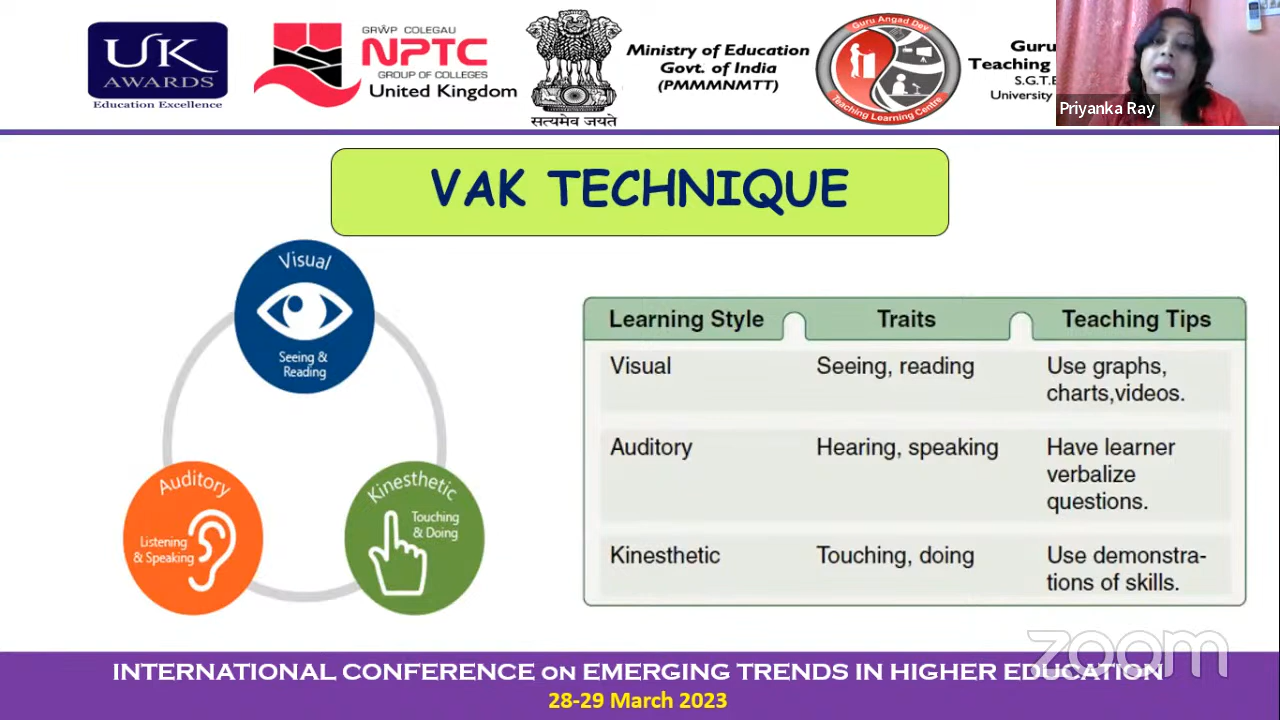 UK
AWARDS
Education Excellence
GRŴP COLEGAU
NPTC
GROUP OF COLLEGES
United Kingdom
सत्यमेव जयते
Ministry of Education
Govt. of India
(PMMMNMTT)
Guru Angad Dev
Teaching Learning Centre
Guru
Teaching
S.G.T.B
University
Priyanka Ray
VAK TECHNIQUE
Visual
Seeing &
Reading
Auditory
Listening
& Speaking
Kinesthetic
Touching
& Doing
Learning Style Traits Teaching Tips
Visual Seeing, reading Use graphs,
charts,videos.
Auditory Hearing, speaking Have learner
verbalize
questions.
Kinesthetic Touching, doing Use demonstra-
tions of skills.
zoom
INTERNATIONAL CONFERENCE on EMERGING TRENDS IN HIGHER EDUCATION
28-29 March 2023